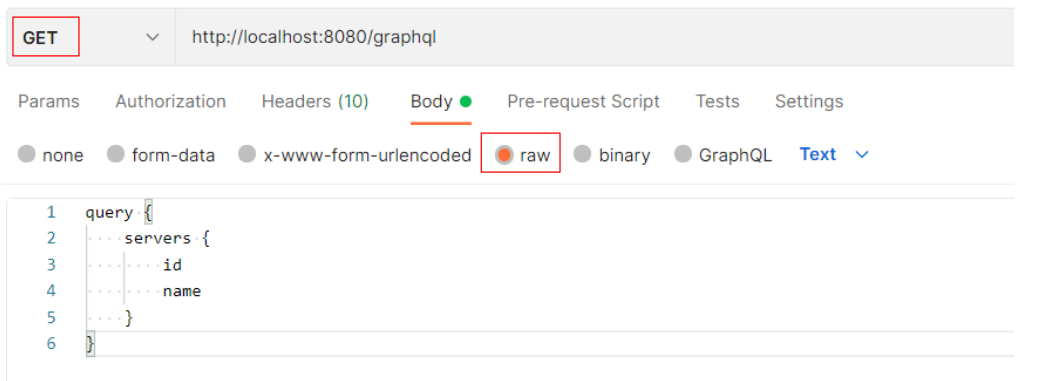 GET http://localhost:8080/graphql
Params Authorization Headers (10) Body Pre-request Script Tests Settings
none form-data x-www-form-urlencoded raw binary GraphQL Text
1 query {
2     servers {
3         id
4         name
5     }
6 }